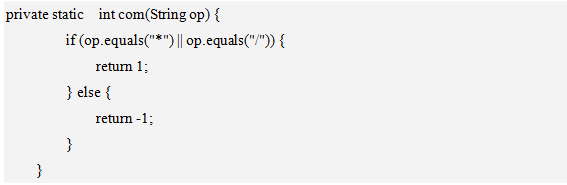 private static    int com(String op) {
if (op.equals("*") || op.equals("/")) {
return 1;
} else {
return -1;
}
}